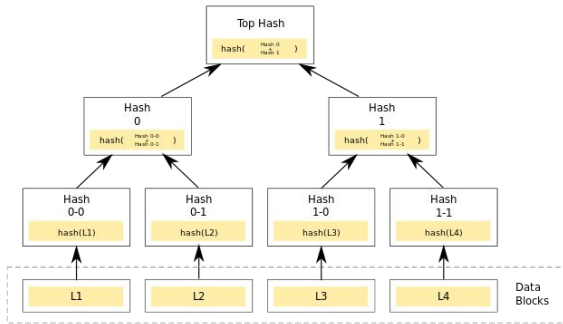 Top Hash
hash( Hash 0 + Hash 1 )
Hash
0
hash( Hash 0-0 + Hash 0-1 )
Hash
1
hash( Hash 1-0 + Hash 1-1 )
Hash
0-0
hash(L1)
Hash
0-1
hash(L2)
Hash
1-0
hash(L3)
Hash
1-1
hash(L4)
L1
L2
L3
L4
Data
Blocks